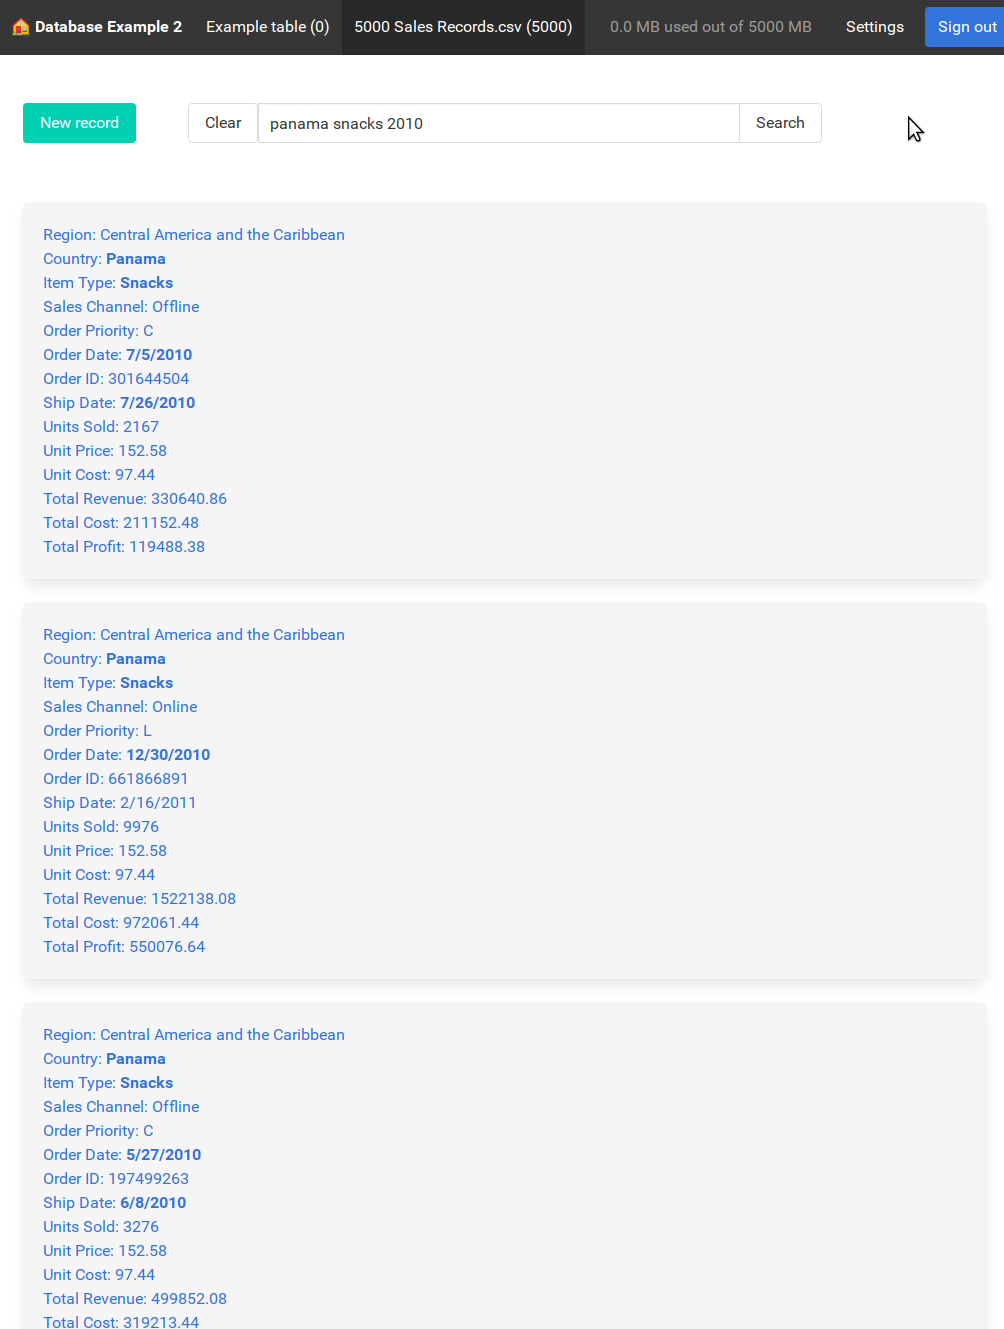 Database Example 2 Example table (0) 5000 Sales Records.csv (5000) 0.0 MB used out of 5000 MB Settings Sign out
New record Clear panama snacks 2010 Search
Region: Central America and the Caribbean
Country: Panama
Item Type: Snacks
Sales Channel: Offline
Order Priority: C
Order Date: 7/5/2010
Order ID: 301644504
Ship Date: 7/26/2010
Units Sold: 2167
Unit Price: 152.58
Unit Cost: 97.44
Total Revenue: 330640.86
Total Cost: 211152.48
Total Profit: 119488.38
Region: Central America and the Caribbean
Country: Panama
Item Type: Snacks
Sales Channel: Online
Order Priority: L
Order Date: 12/30/2010
Order ID: 661866891
Ship Date: 2/16/2011
Units Sold: 9976
Unit Price: 152.58
Unit Cost: 97.44
Total Revenue: 1522138.08
Total Cost: 972061.44
Total Profit: 550076.64
Region: Central America and the Caribbean
Country: Panama
Item Type: Snacks
Sales Channel: Offline
Order Priority: C
Order Date: 5/27/2010
Order ID: 197499263
Ship Date: 6/8/2010
Units Sold: 3276
Unit Price: 152.58
Unit Cost: 97.44
Total Revenue: 499852.08
Total Cost: 319213.44